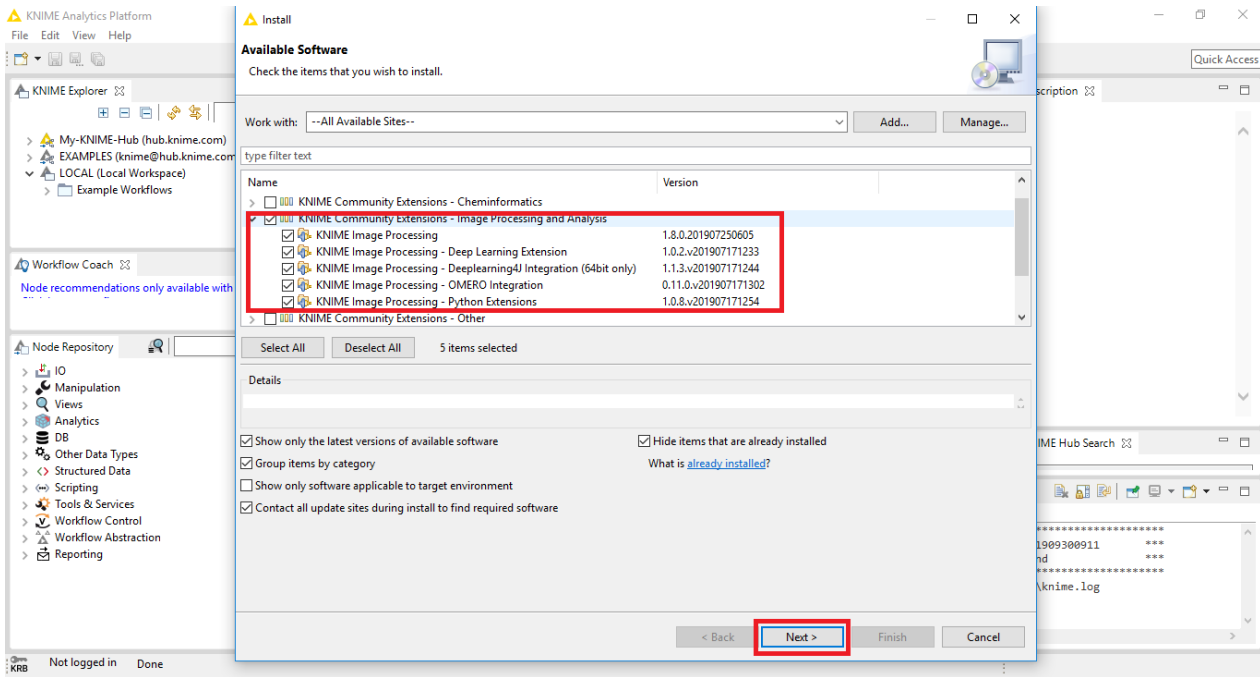 KNIME Analytics Platform
File Edit View Help
Quick Access
KNIME Explorer
My-KNIME-Hub (hub.knime.com)
EXAMPLES (knime@hub.knime.com
LOCAL (Local Workspace)
Example Workflows
Workflow Coach
Node recommendations only available with
Node Repository
IO
Manipulation
Views
Analytics
DB
Other Data Types
Structured Data
Scripting
Tools & Services
Workflow Control
Workflow Abstraction
Reporting
KRB Not logged in Done
Install
Available Software
Check the items that you wish to install.
Work with: --All Available Sites-- Add... Manage...
type filter text
Name Version
KNIME Community Extensions - Cheminformatics
KNIME Community Extensions - Image Processing and Analysis
KNIME Image Processing 1.8.0.201907250605
KNIME Image Processing - Deep Learning Extension 1.0.2.v201907171233
KNIME Image Processing - Deeplearning4J Integration (64bit only) 1.1.3.v201907171244
KNIME Image Processing - OMERO Integration 0.11.0.v201907171302
KNIME Image Processing - Python Extensions 1.0.8.v201907171254
KNIME Community Extensions - Other
Select All Deselect All 5 items selected
Details
Show only the latest versions of available software Hide items that are already installed
Group items by category What is already installed?
Show only software applicable to target environment
Contact all update sites during install to find required software
< Back Next > Finish Cancel
scription
IME Hub Search
*********************
1909300911 ***
nd ***
*********************
\knime.log